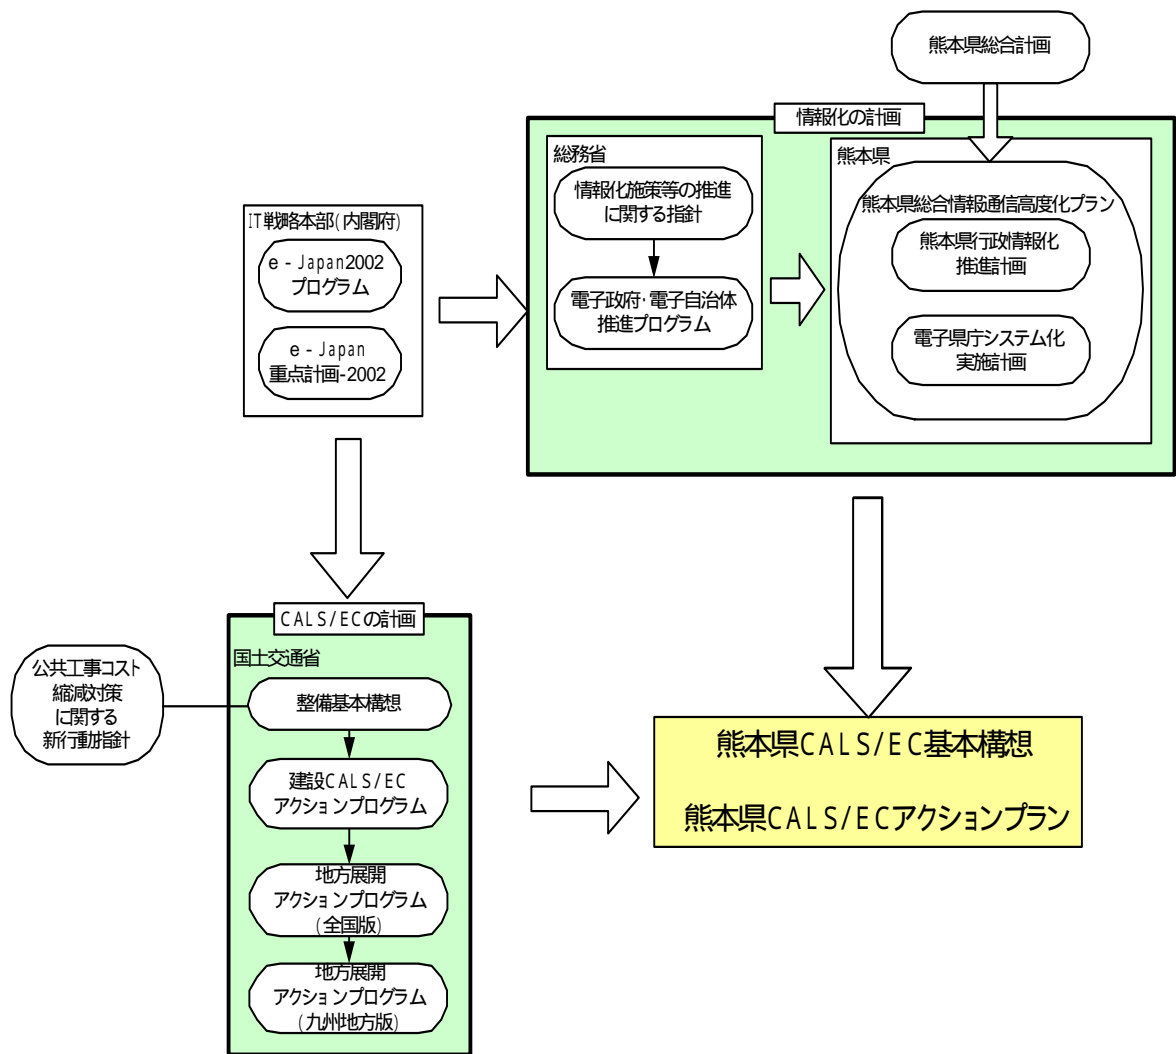 熊本県総合計画
情報化の計画
総務省
情報化施策等の推進
に関する指針
電子政府・電子自治体
推進プログラム
熊本県
熊本県総合情報通信高度化プラン
熊本県行政情報化
推進計画
電子県庁システム化
実施計画
IT戦略本部(内閣府)
e-Japan2002
プログラム
e-Japan
重点計画-2002
CALS/ECの計画
国土交通省
公共工事コスト
縮減対策
に関する
新行動指針
整備基本構想
建設CALS/EC
アクションプログラム
地方展開
アクションプログラム
(全国版)
地方展開
アクションプログラム
(九州地方版)
熊本県CALS/EC基本構想
熊本県CALS/ECアクションプラン